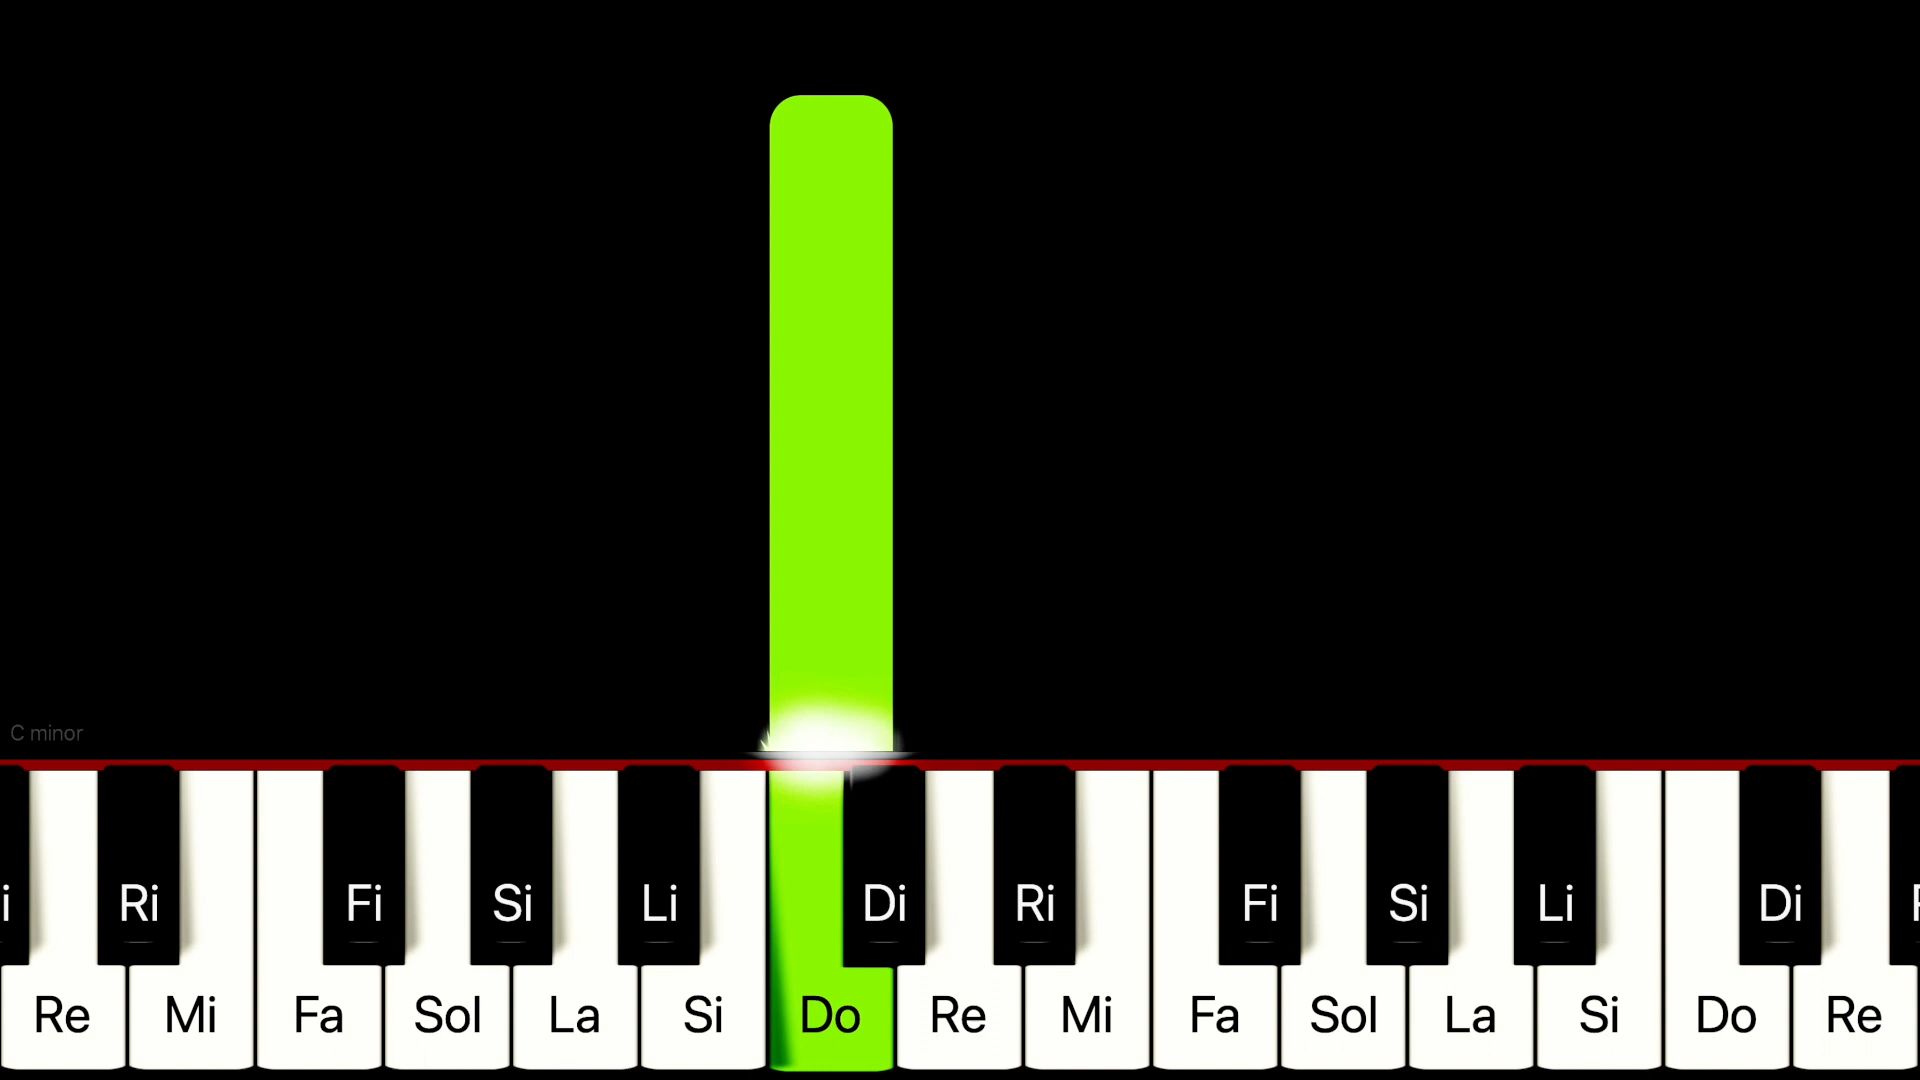 C minor
i Ri Fi Si Li Di Ri Fi Si Li Di
Re Mi Fa Sol La Si Do Re Mi Fa Sol La Si Do Re